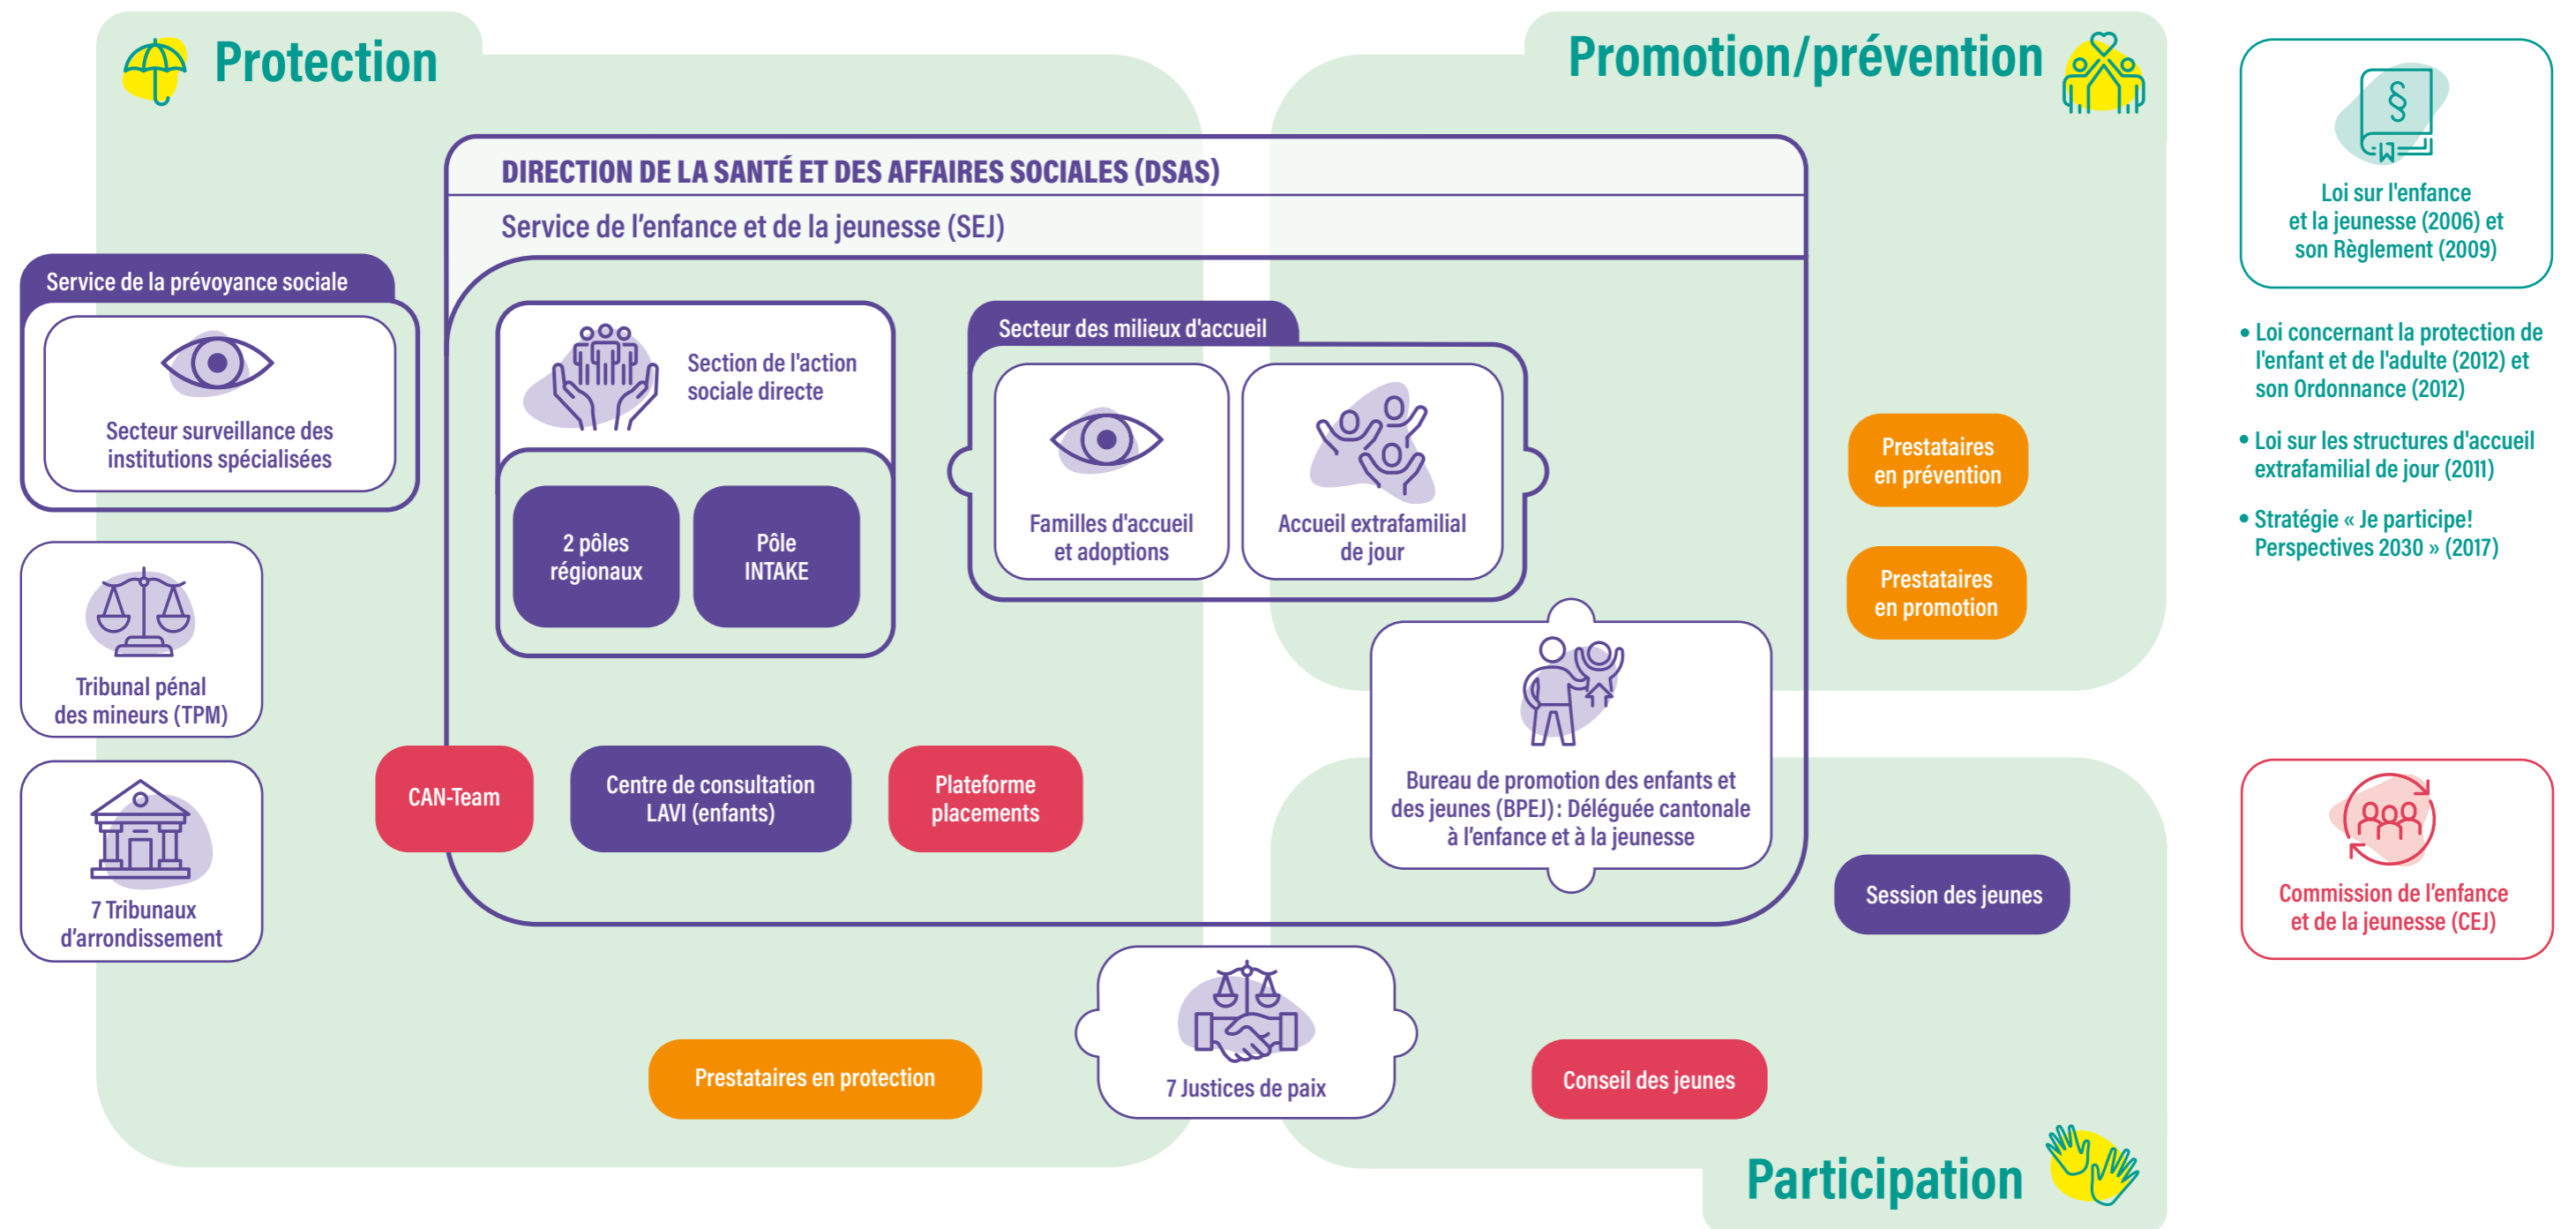 Protection
Promotion/prévention
DIRECTION DE LA SANTÉ ET DES AFFAIRES SOCIALES (DSAS)
Service de l'enfance et de la jeunesse (SEJ)
Service de la prévoyance sociale
Secteur surveillance des
institutions spécialisées
Section de l'action
sociale directe
2 pôles
régionaux
Pôle
INTAKE
Secteur des milieux d'accueil
Familles d'accueil
et adoptions
Accueil extrafamilial
de jour
Prestataires
en prévention
Prestataires
en promotion
Tribunal pénal
des mineurs (TPM)
7 Tribunaux
d'arrondissement
CAN-Team
Centre de consultation
LAVI (enfants)
Plateforme
placements
Bureau de promotion des enfants et
des jeunes (BPEJ) : Déléguée cantonale
à l'enfance et à la jeunesse
Session des jeunes
Prestataires en protection
7 Justices de paix
Conseil des jeunes
Participation
§
Loi sur l'enfance
et la jeunesse (2006) et
son Règlement (2009)
• Loi concernant la protection de
l'enfant et de l'adulte (2012) et
son Ordonnance (2012)
• Loi sur les structures d'accueil
extrafamilial de jour (2011)
• Stratégie « Je participe!
Perspectives 2030 » (2017)
Commission de l'enfance
et de la jeunesse (CEJ)